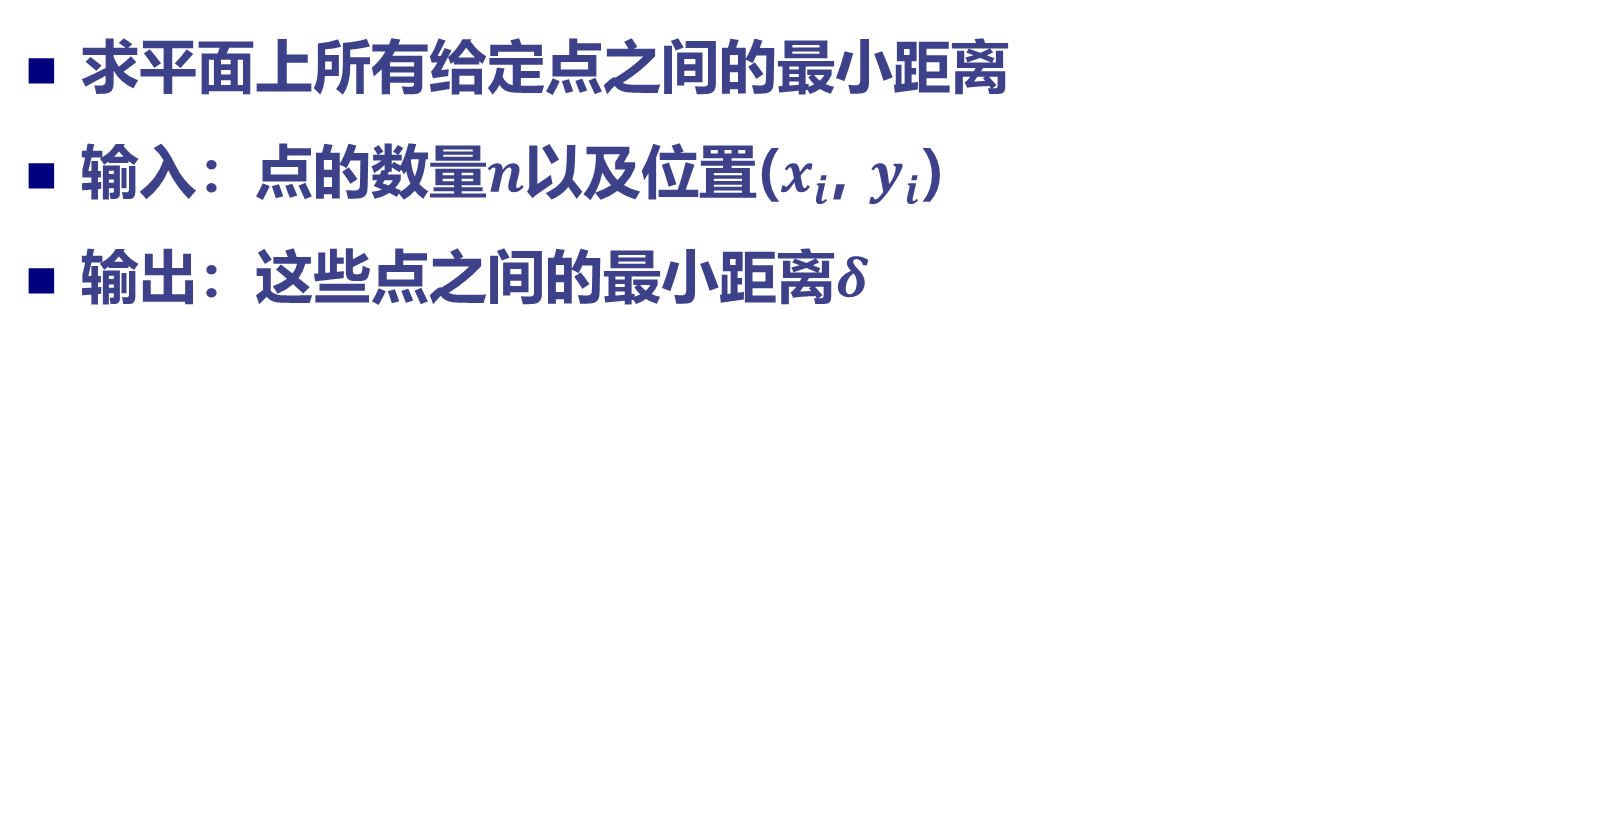 ■ 求平面上所有给定点之间的最小距离
■ 输入：点的数量n以及位置(xᵢ, yᵢ)
■ 输出：这些点之间的最小距离δ